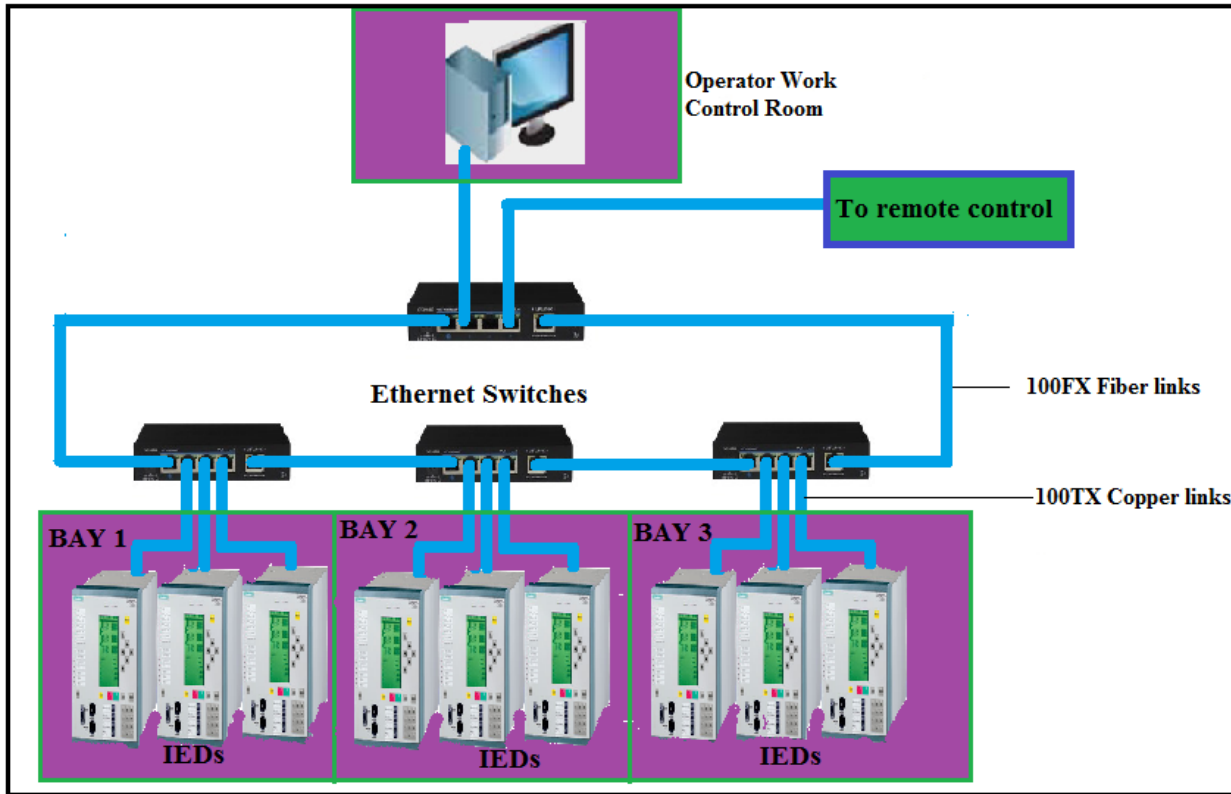 Operator Work
Control Room
To remote control
Ethernet Switches
100FX Fiber links
100TX Copper links
BAY 1
BAY 2
BAY 3
IEDs
IEDs
IEDs